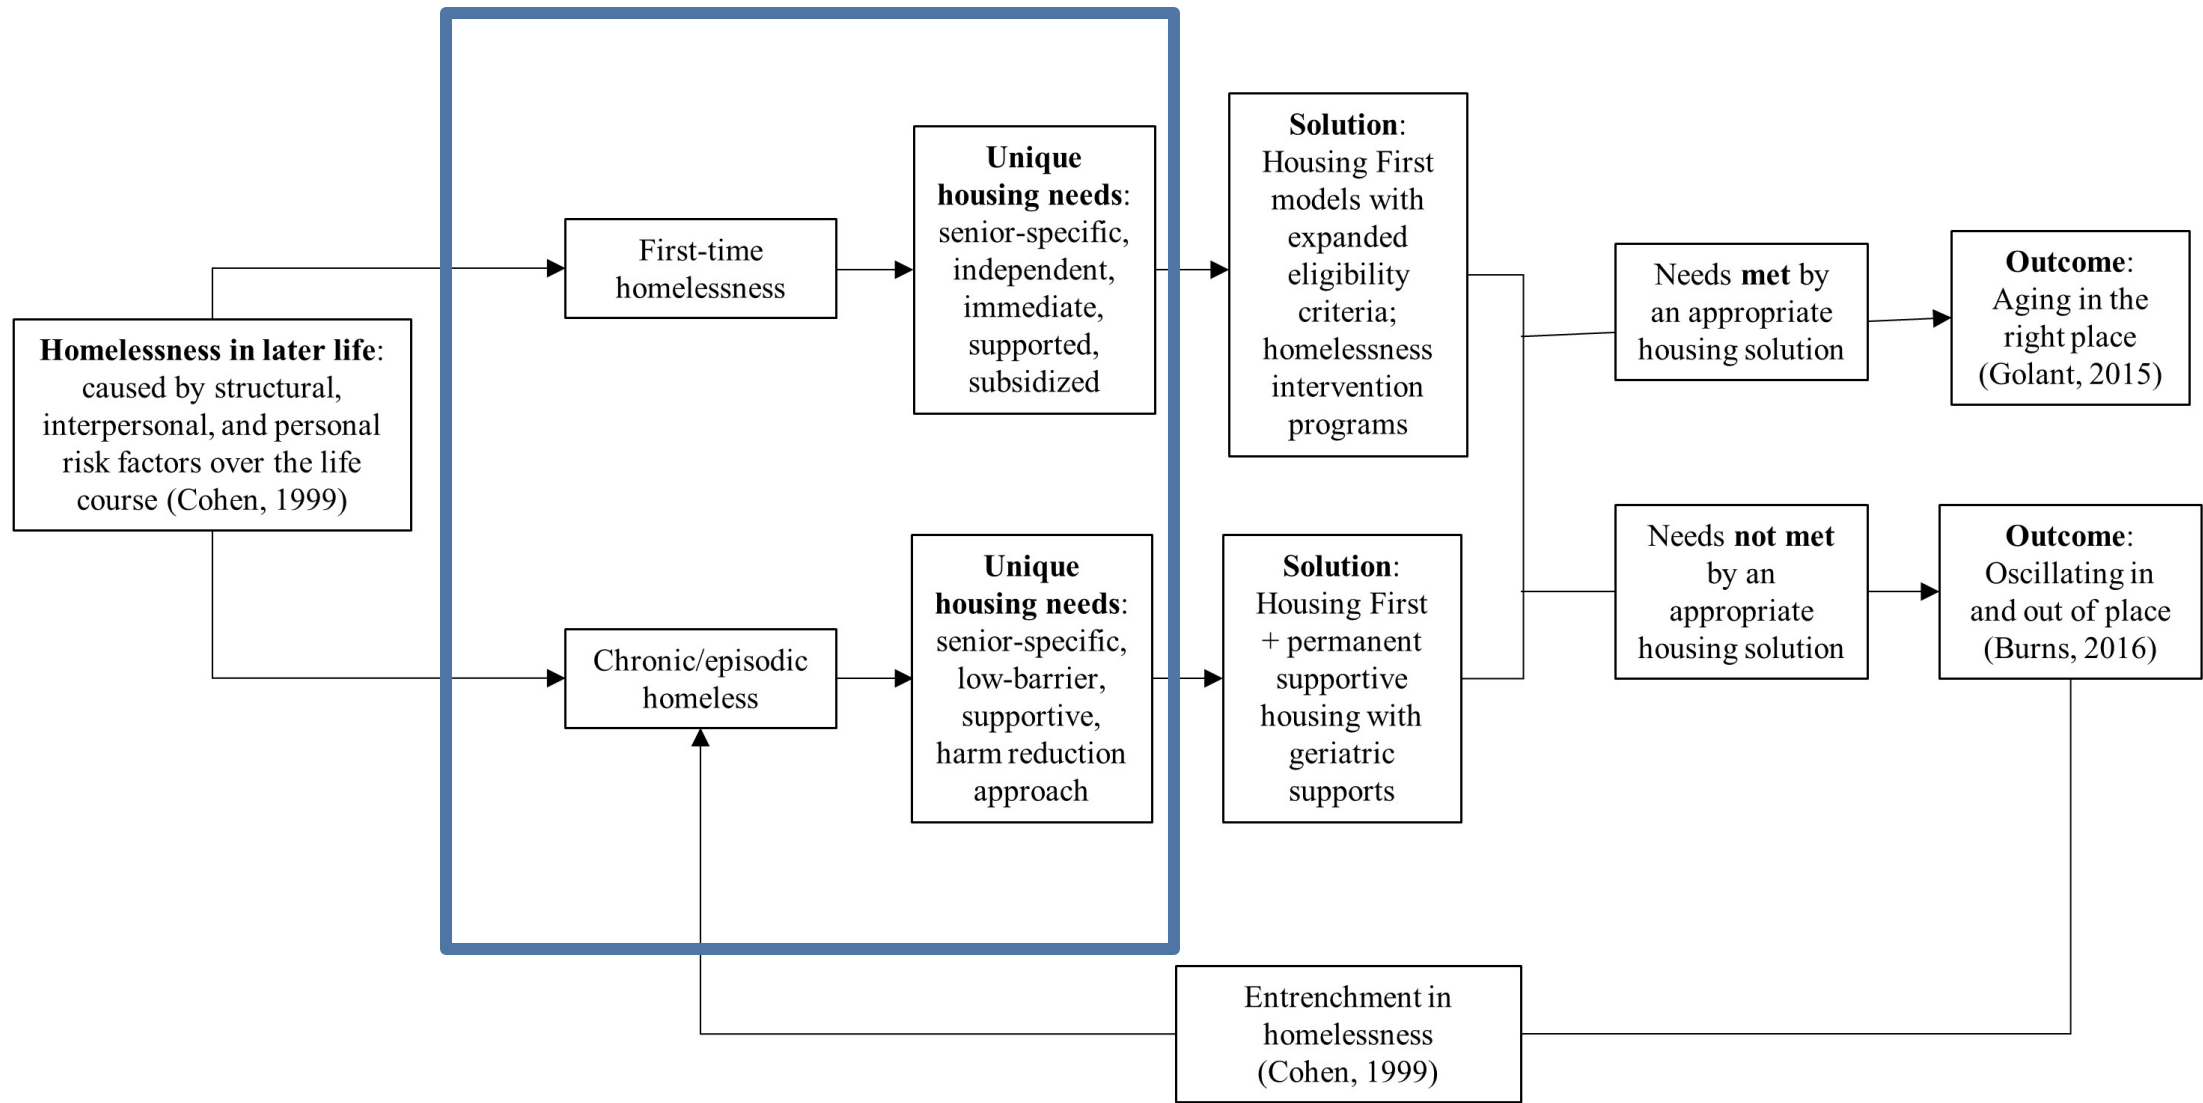 Homelessness in later life:
caused by structural,
interpersonal, and personal
risk factors over the life
course (Cohen, 1999)
First-time
homelessness
Unique
housing needs:
senior-specific,
independent,
immediate,
supported,
subsidized
Solution:
Housing First
models with
expanded
eligibility
criteria;
homelessness
intervention
programs
Needs met by
an appropriate
housing solution
Outcome:
Aging in the
right place
(Golant, 2015)
Chronic/episodic
homeless
Unique
housing needs:
senior-specific,
low-barrier,
supportive,
harm reduction
approach
Solution:
Housing First
+ permanent
supportive
housing with
geriatric
supports
Needs not met
by an
appropriate
housing solution
Outcome:
Oscillating in
and out of place
(Burns, 2016)
Entrenchment in
homelessness
(Cohen, 1999)